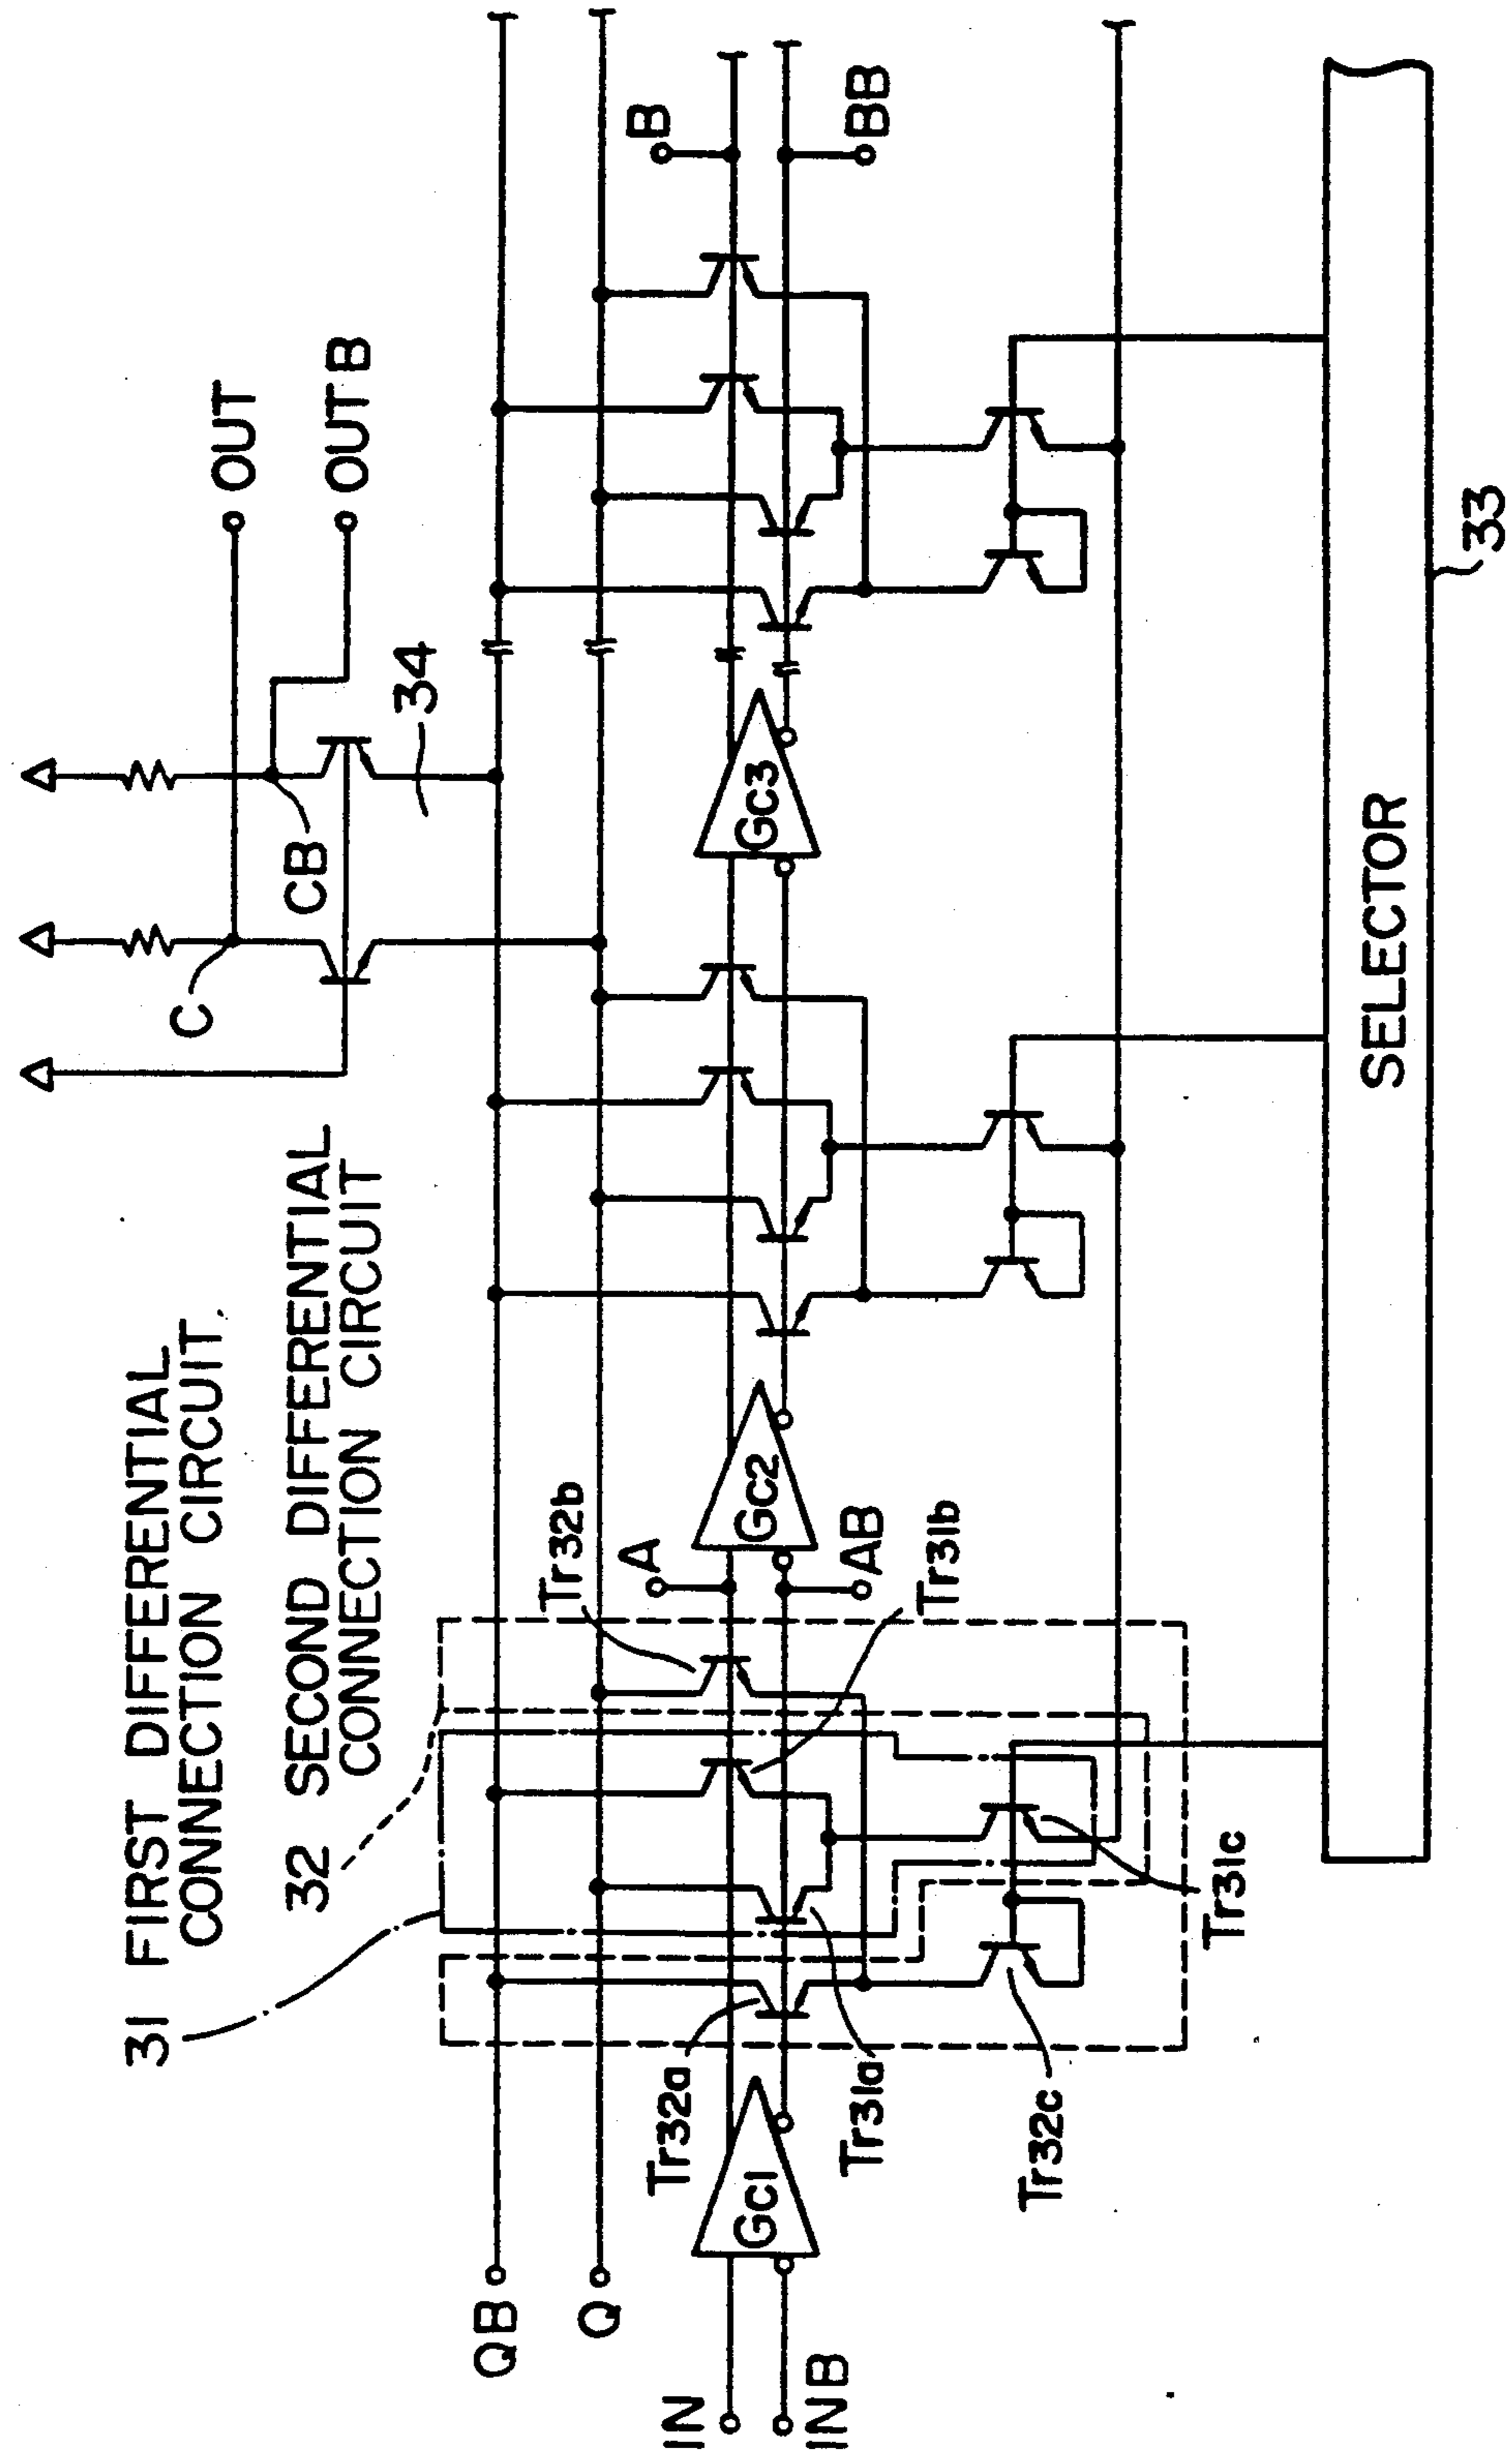 31 FIRST DIFFERENTIAL
CONNECTION CIRCUIT
32 SECOND DIFFERENTIAL
CONNECTION CIRCUIT
C
CB
34
OUT
OUT B
QB
Q
IN
INB
GC1
Tr32a
Tr31a
Tr32c
Tr31c
Tr32b
Tr31b
A
AB
GC2
GC3
B
BB
SELECTOR
33